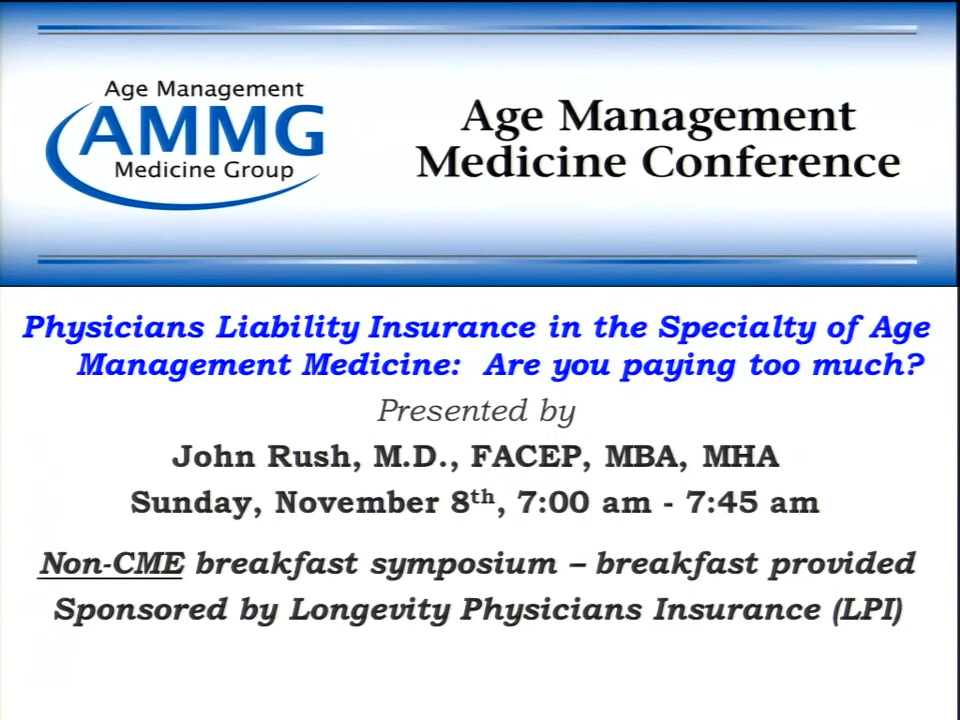 Age Management
AMMG
Medicine Group
Age Management
Medicine Conference
Physicians Liability Insurance in the Specialty of Age
Management Medicine: Are you paying too much?
Presented by
John Rush, M.D., FACEP, MBA, MHA
Sunday, November 8th, 7:00 am - 7:45 am
Non-CME breakfast symposium – breakfast provided
Sponsored by Longevity Physicians Insurance (LPI)